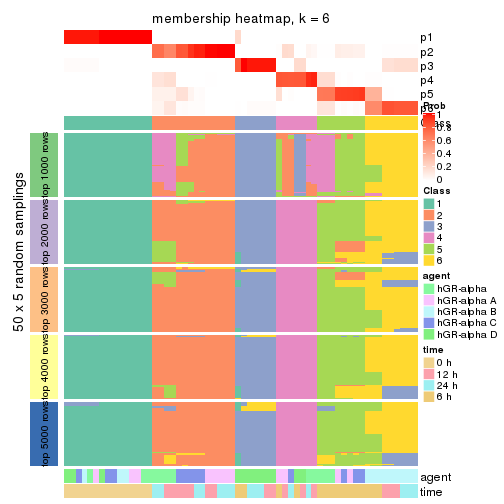 membership heatmap, k = 6
p1
p2
p3
p4
p5
Prob
1
0.8
0.6
0.4
0.2
0
Class
1
2
3
4
5
6
agent
hGR-alpha
hGR-alpha A
hGR-alpha B
hGR-alpha C
hGR-alpha D
time
0 h
12 h
24 h
6 h
50 x 5 random samplings
top 1000 rows
top 2000 rows
top 3000 rows
top 4000 rows
top 5000 rows
agent
time